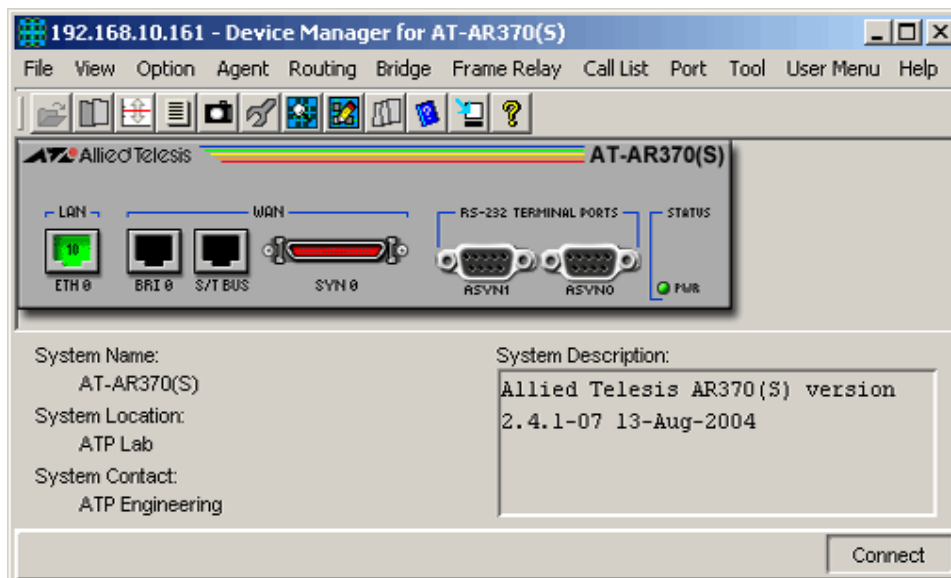 192.168.10.161 - Device Manager for AT-AR370(S)
File View Option Agent Routing Bridge Frame Relay Call List Port Tool User Menu Help
Allied Telesis AT-AR370(S)
LAN WAN RS-232 TERMINAL PORTS STATUS
10
ETH 0 BRI 0 S/T BUS SYN 0 ASYN1 ASYN0 PWR
System Name:
AT-AR370(S)
System Location:
ATP Lab
System Contact:
ATP Engineering
System Description:
Allied Telesis AR370(S) version
2.4.1-07 13-Aug-2004
Connect